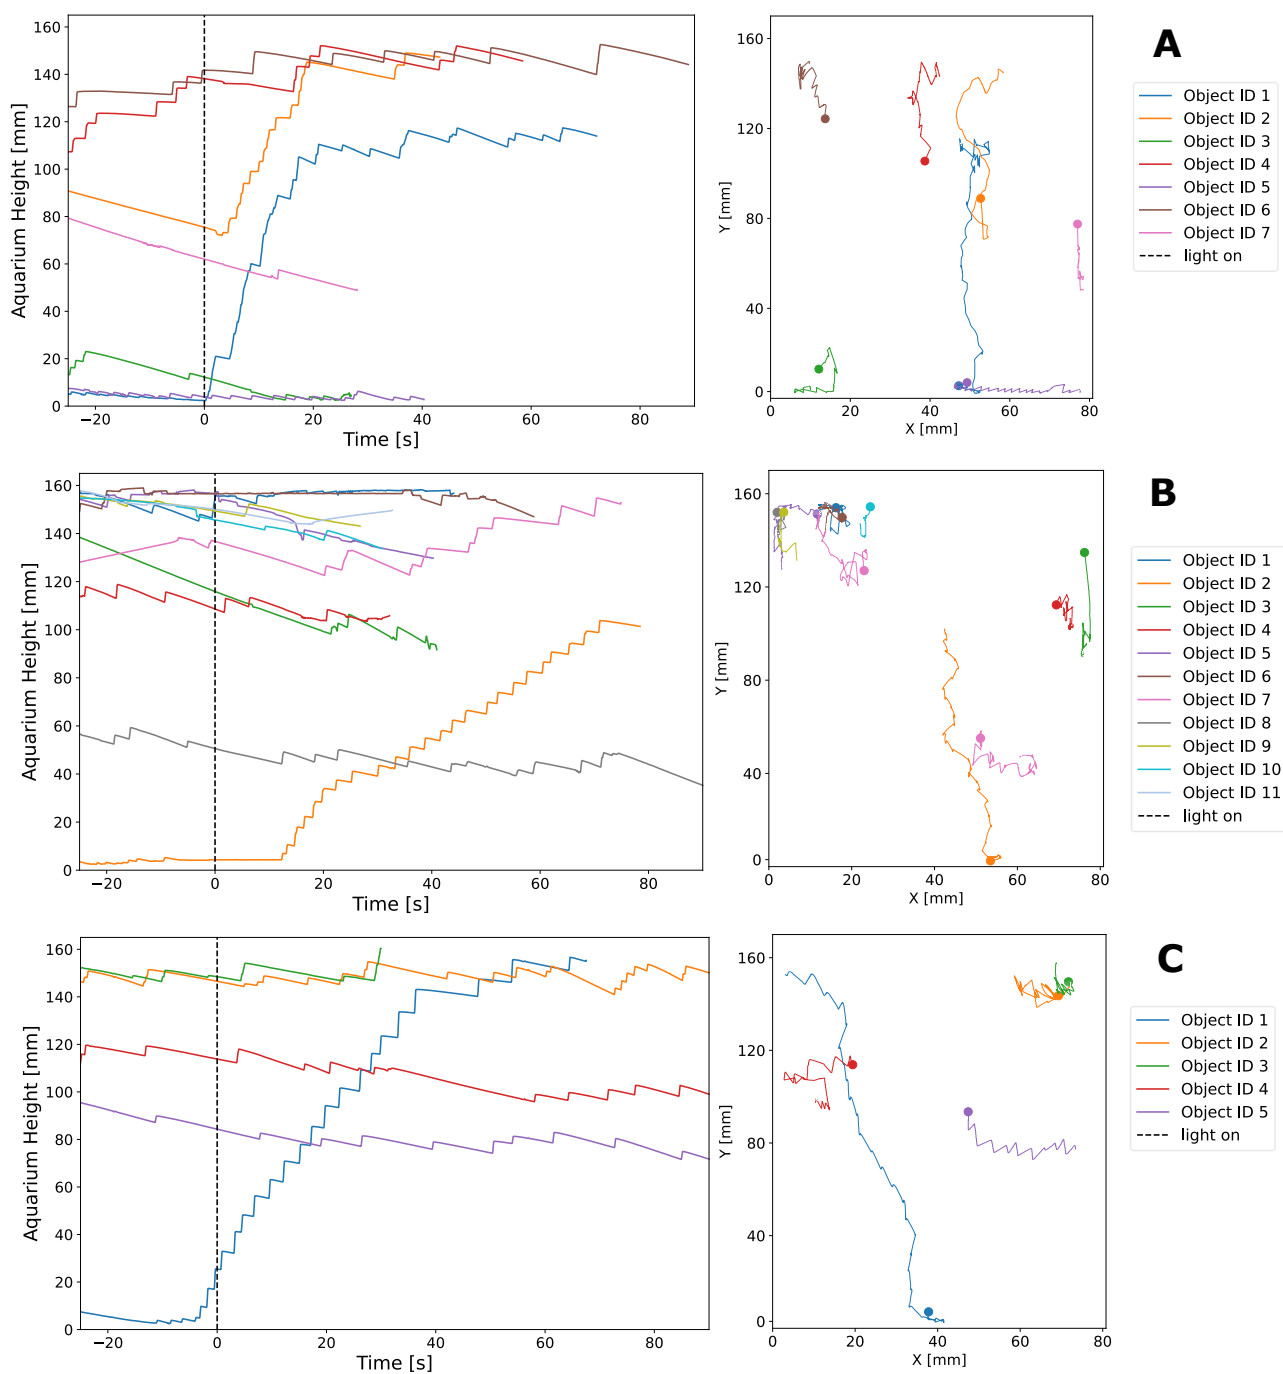 A
160
140
120
100
80
60
40
20
0
−20
0
20
40
60
80
Time [s]
Aquarium Height [mm]
160
120
80
40
0
0
20
40
60
80
X [mm]
Y [mm]
Object ID 1
Object ID 2
Object ID 3
Object ID 4
Object ID 5
Object ID 6
Object ID 7
light on
B
160
140
120
100
80
60
40
20
0
−20
0
20
40
60
80
Time [s]
Aquarium Height [mm]
160
120
80
40
0
0
20
40
60
80
X [mm]
Y [mm]
Object ID 1
Object ID 2
Object ID 3
Object ID 4
Object ID 5
Object ID 6
Object ID 7
Object ID 8
Object ID 9
Object ID 10
Object ID 11
light on
C
160
140
120
100
80
60
40
20
0
−20
0
20
40
60
80
Time [s]
Aquarium Height [mm]
160
120
80
40
0
0
20
40
60
80
X [mm]
Y [mm]
Object ID 1
Object ID 2
Object ID 3
Object ID 4
Object ID 5
light on